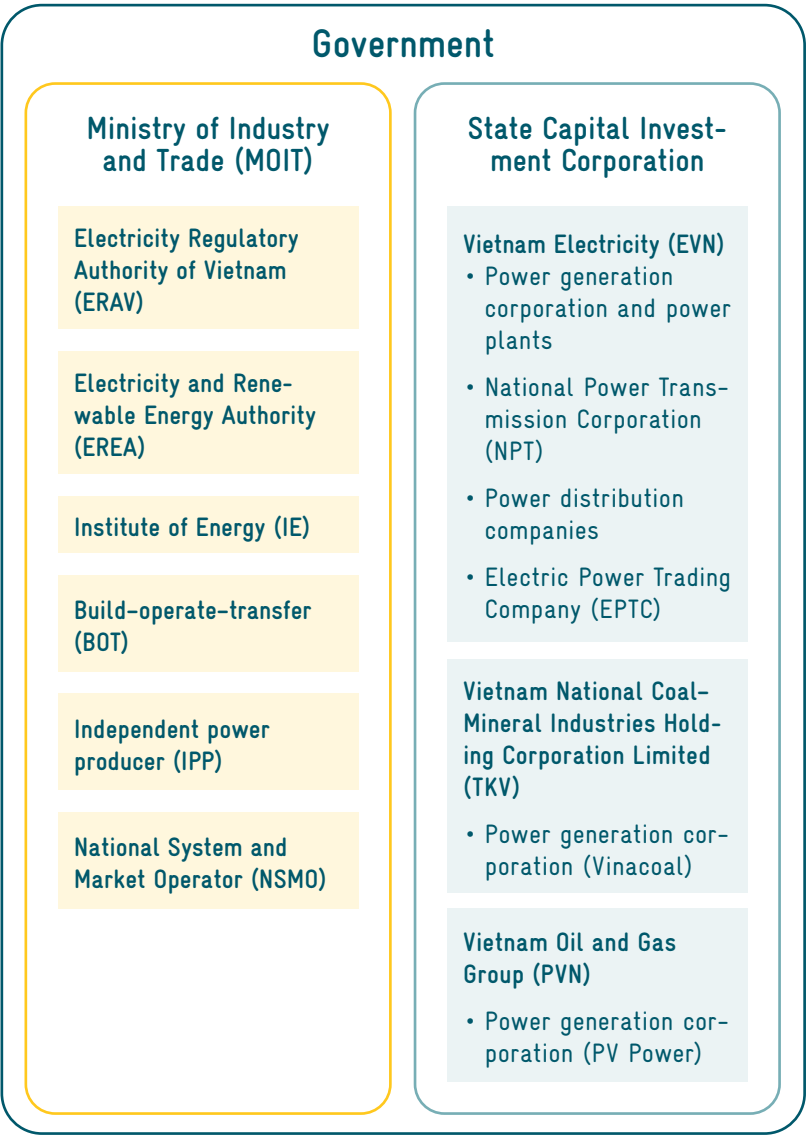 Government
Ministry of Industry
and Trade (MOIT)
Electricity Regulatory
Authority of Vietnam
(ERAV)
Electricity and Rene-
wable Energy Authority
(EREA)
Institute of Energy (IE)
Build-operate-transfer
(BOT)
Independent power
producer (IPP)
National System and
Market Operator (NSMO)
State Capital Invest-
ment Corporation
Vietnam Electricity (EVN)
• Power generation
corporation and power
plants
• National Power Trans-
mission Corporation
(NPT)
• Power distribution
companies
• Electric Power Trading
Company (EPTC)
Vietnam National Coal-
Mineral Industries Hold-
ing Corporation Limited
(TKV)
• Power generation cor-
poration (Vinacoal)
Vietnam Oil and Gas
Group (PVN)
• Power generation cor-
poration (PV Power)